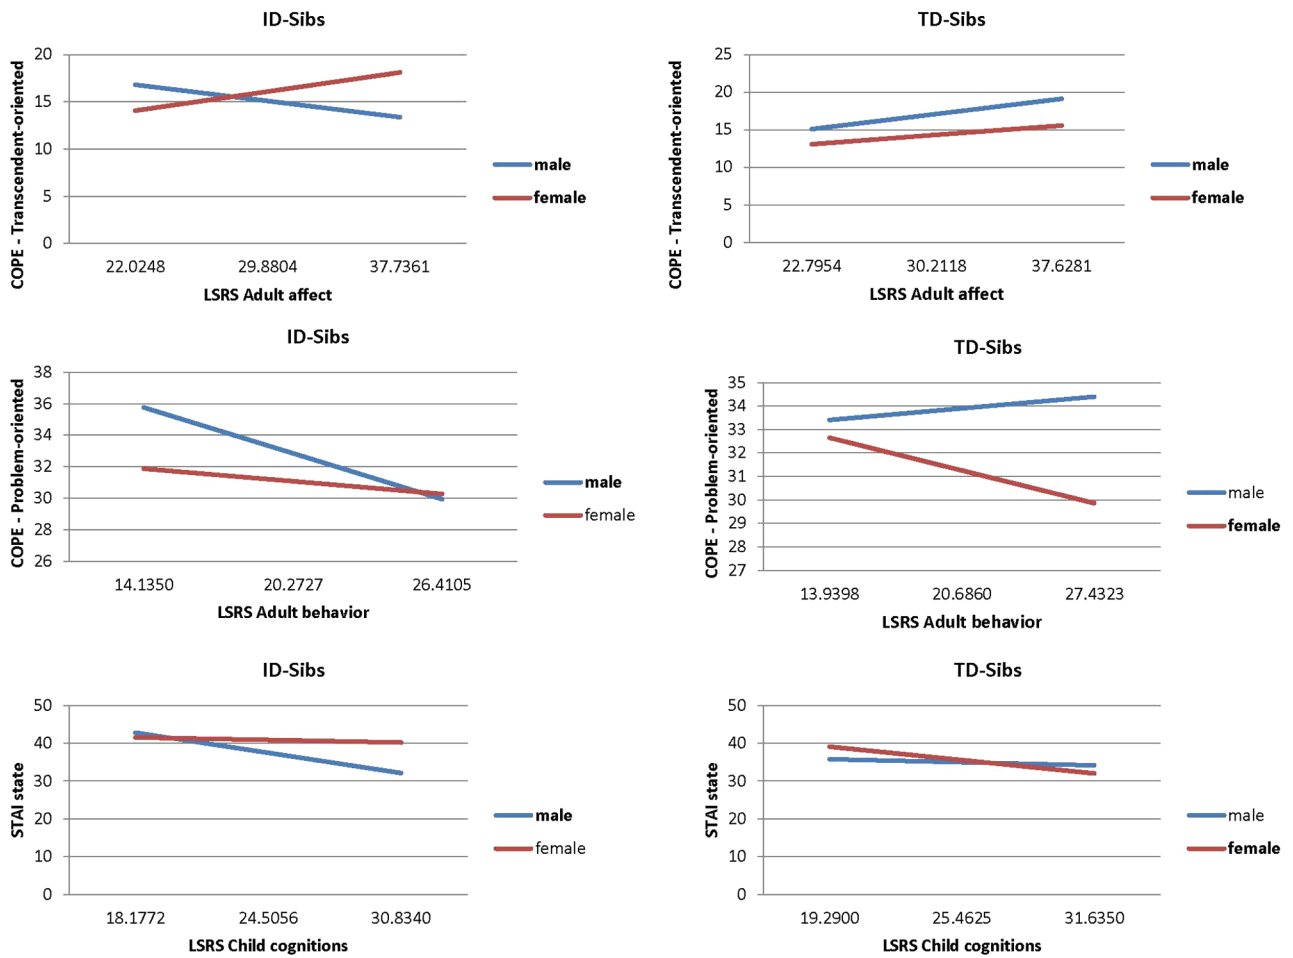 ID-Sibs
COPE - Transcendent-oriented
20
15
10
5
0
22.0248 29.8804 37.7361
LSRS Adult affect
male
female
TD-Sibs
COPE - Transcendent-oriented
25
20
15
10
5
0
22.7954 30.2118 37.6281
LSRS Adult affect
male
female
ID-Sibs
COPE - Problem-oriented
38
36
34
32
30
28
26
14.1350 20.2727 26.4105
LSRS Adult behavior
male
female
TD-Sibs
COPE - Problem-oriented
35
34
33
32
31
30
29
28
27
13.9398 20.6860 27.4323
LSRS Adult behavior
male
female
ID-Sibs
STAI state
50
40
30
20
10
0
18.1772 24.5056 30.8340
LSRS Child cognitions
male
female
TD-Sibs
STAI state
50
40
30
20
10
0
19.2900 25.4625 31.6350
LSRS Child cognitions
male
female